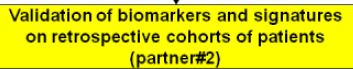 Validation of biomarkers and signatures
on retrospective cohorts of patients
(partner#2)